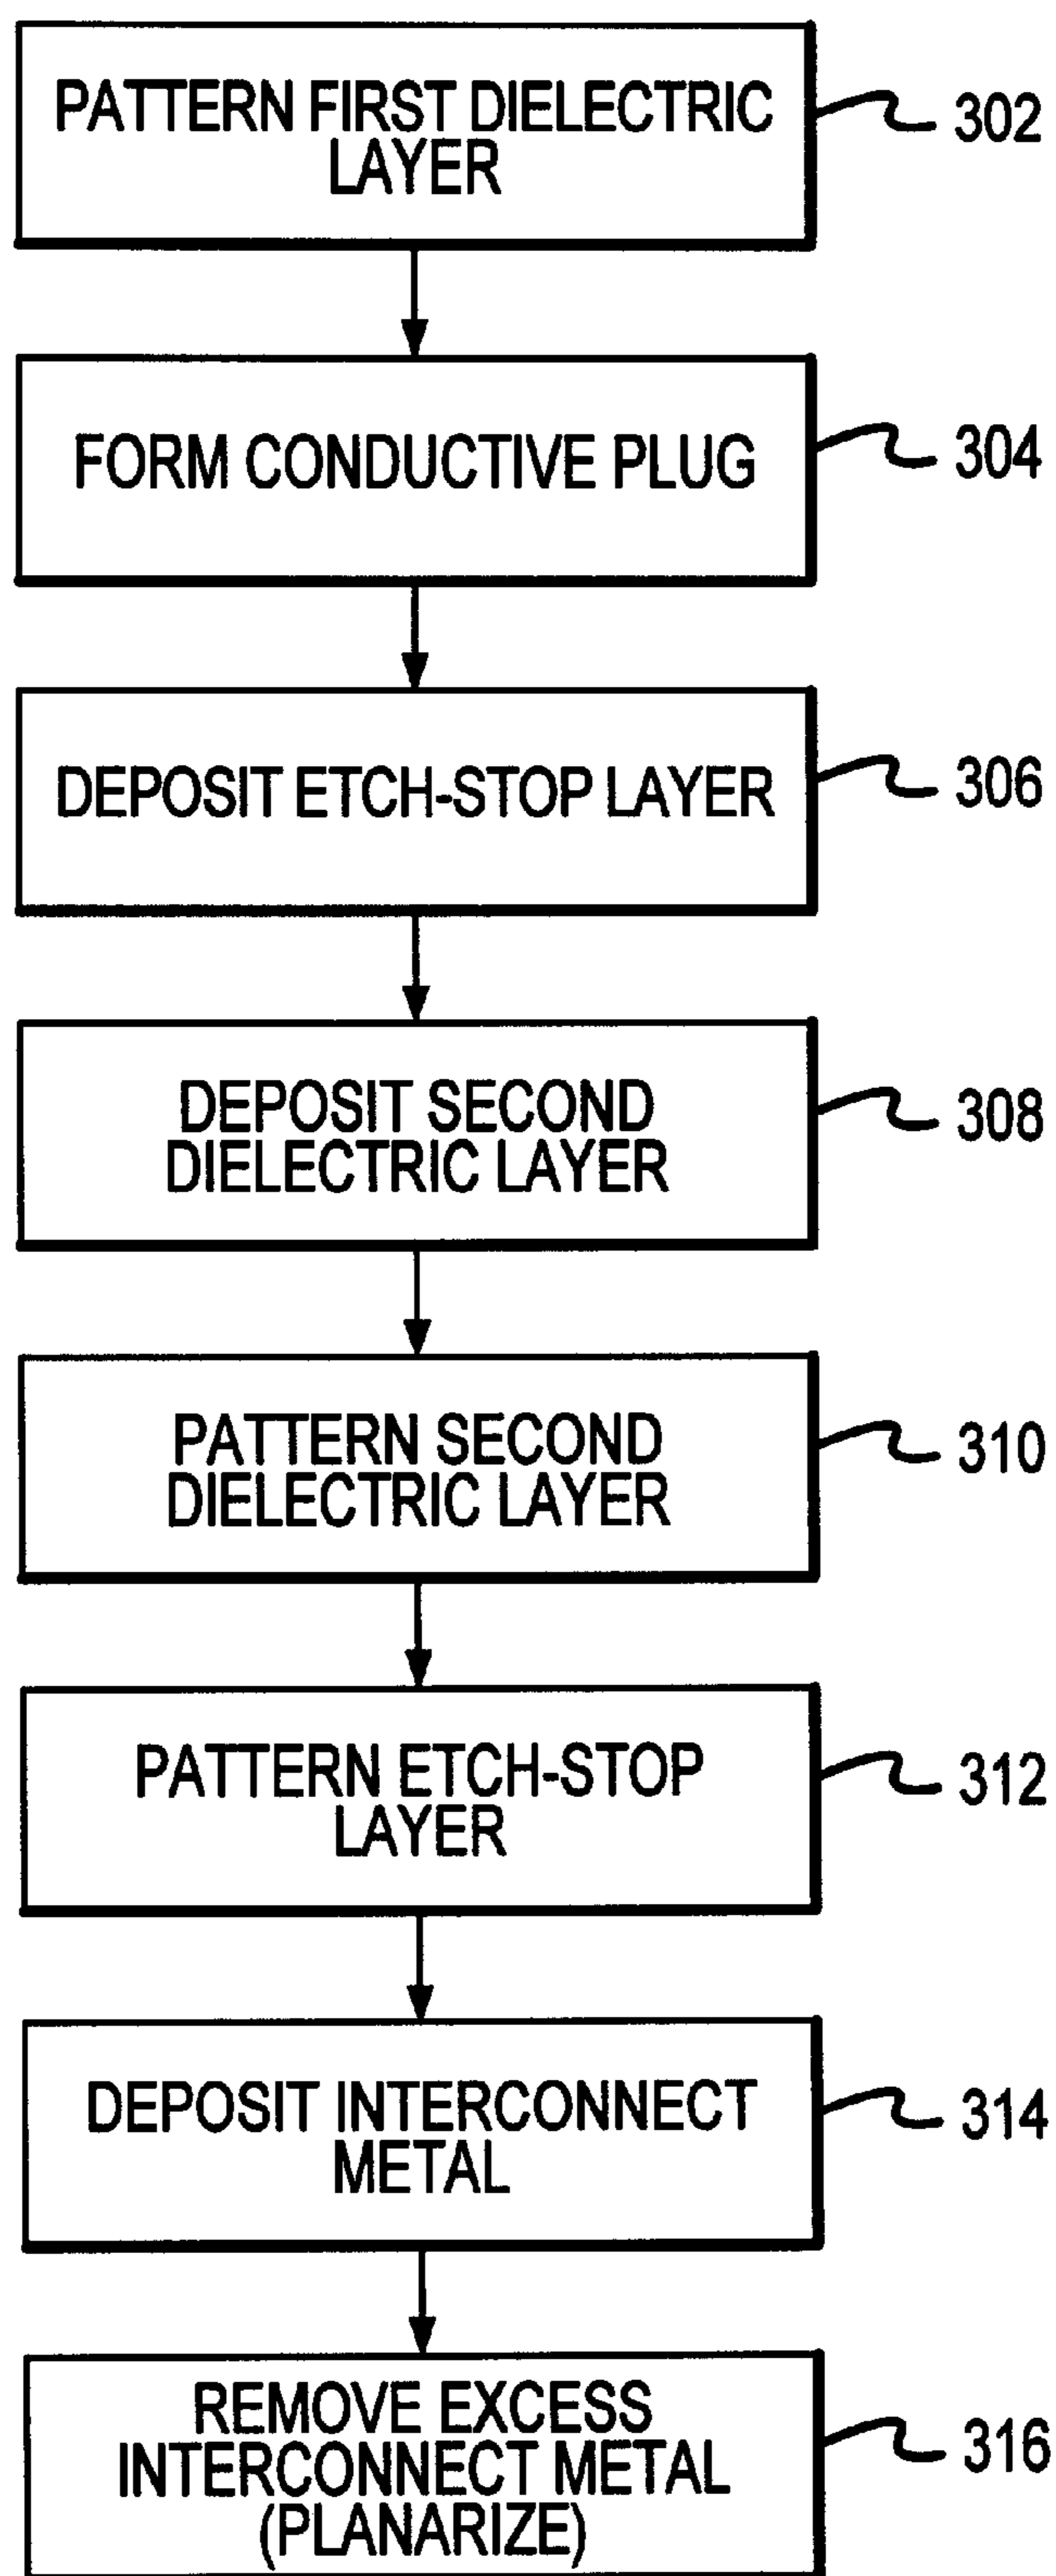 PATTERN FIRST DIELECTRIC
LAYER
302
FORM CONDUCTIVE PLUG
304
DEPOSIT ETCH-STOP LAYER
306
DEPOSIT SECOND
DIELECTRIC LAYER
308
PATTERN SECOND
DIELECTRIC LAYER
310
PATTERN ETCH-STOP
LAYER
312
DEPOSIT INTERCONNECT
METAL
314
REMOVE EXCESS
INTERCONNECT METAL
(PLANARIZE)
316